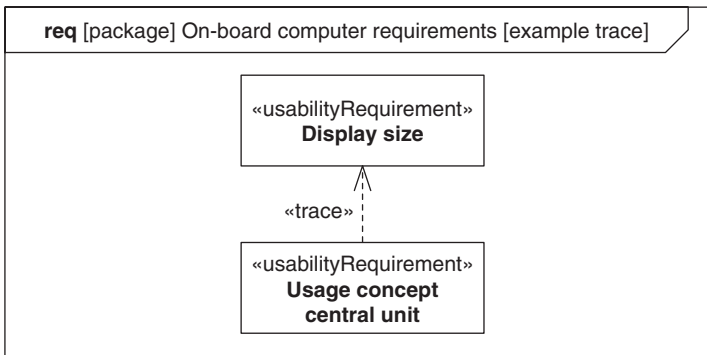 req [package] On-board computer requirements [example trace]
«usabilityRequirement»
Display size
«trace»
«usabilityRequirement»
Usage concept
central unit